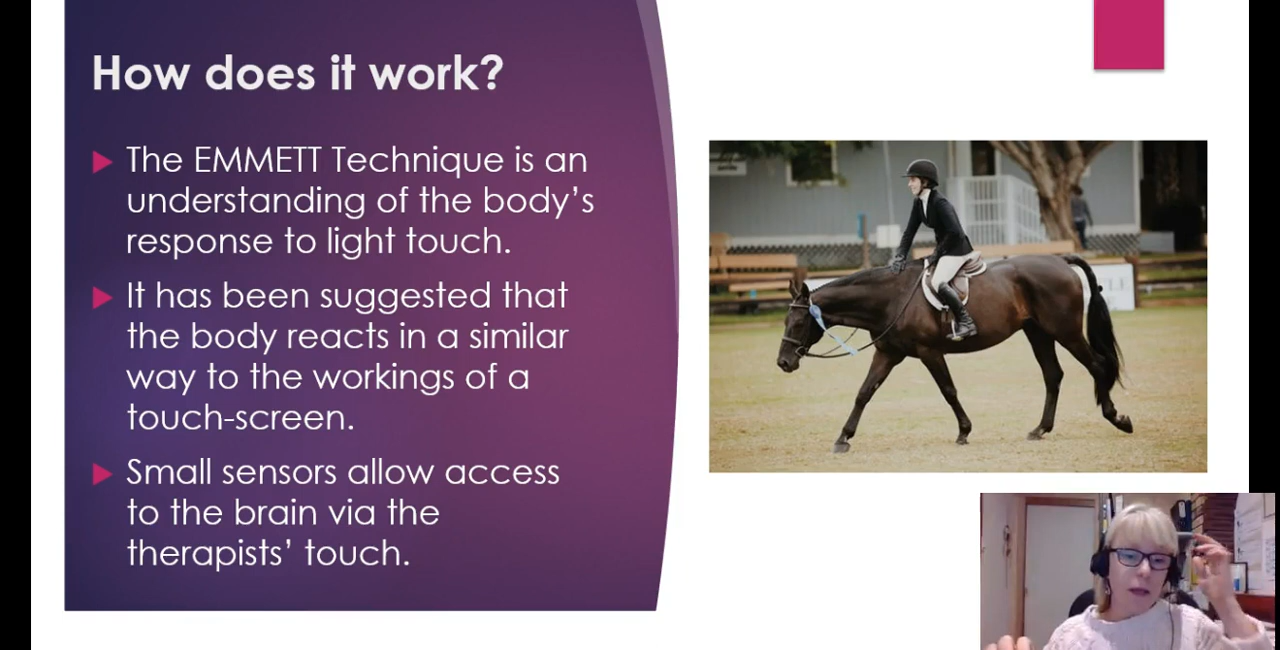 How does it work?
The EMMETT Technique is an
understanding of the body's
response to light touch.
It has been suggested that
the body reacts in a similar
way to the workings of a
touch-screen.
Small sensors allow access
to the brain via the
therapists' touch.